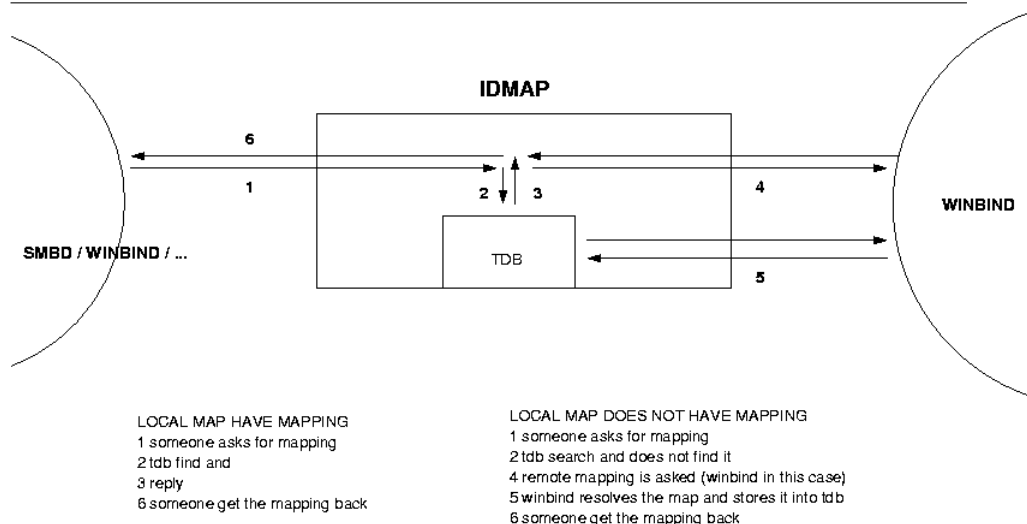 IDMAP
6
1
2
3
4
WINBIND
SMBD / WINBIND / ...
TDB
5
LOCAL MAP HAVE MAPPING
1 someone asks for mapping
2 tdb find and
3 reply
6 someone get the mapping back
LOCAL MAP DOES NOT HAVE MAPPING
1 someone asks for mapping
2 tdb search and does not find it
4 remote mapping is asked (winbind in this case)
5 winbind resolves the map and stores it into tdb
6 someone get the mapping back